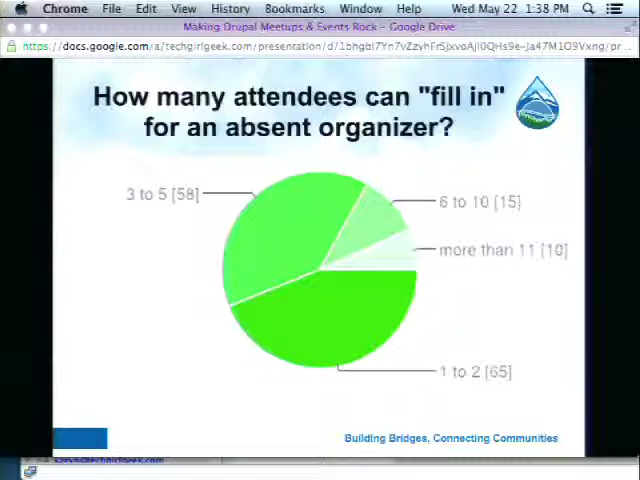 Chrome File Edit View History Bookmarks Window Help Wed May 22 1:38 PM
Making Drupal Meetups & Events Rock – Google Drive
How many attendees can "fill in"
for an absent organizer?
3 to 5 [58]
6 to 10 [15]
more than 11 [10]
1 to 2 [65]
Building Bridges, Connecting Communities